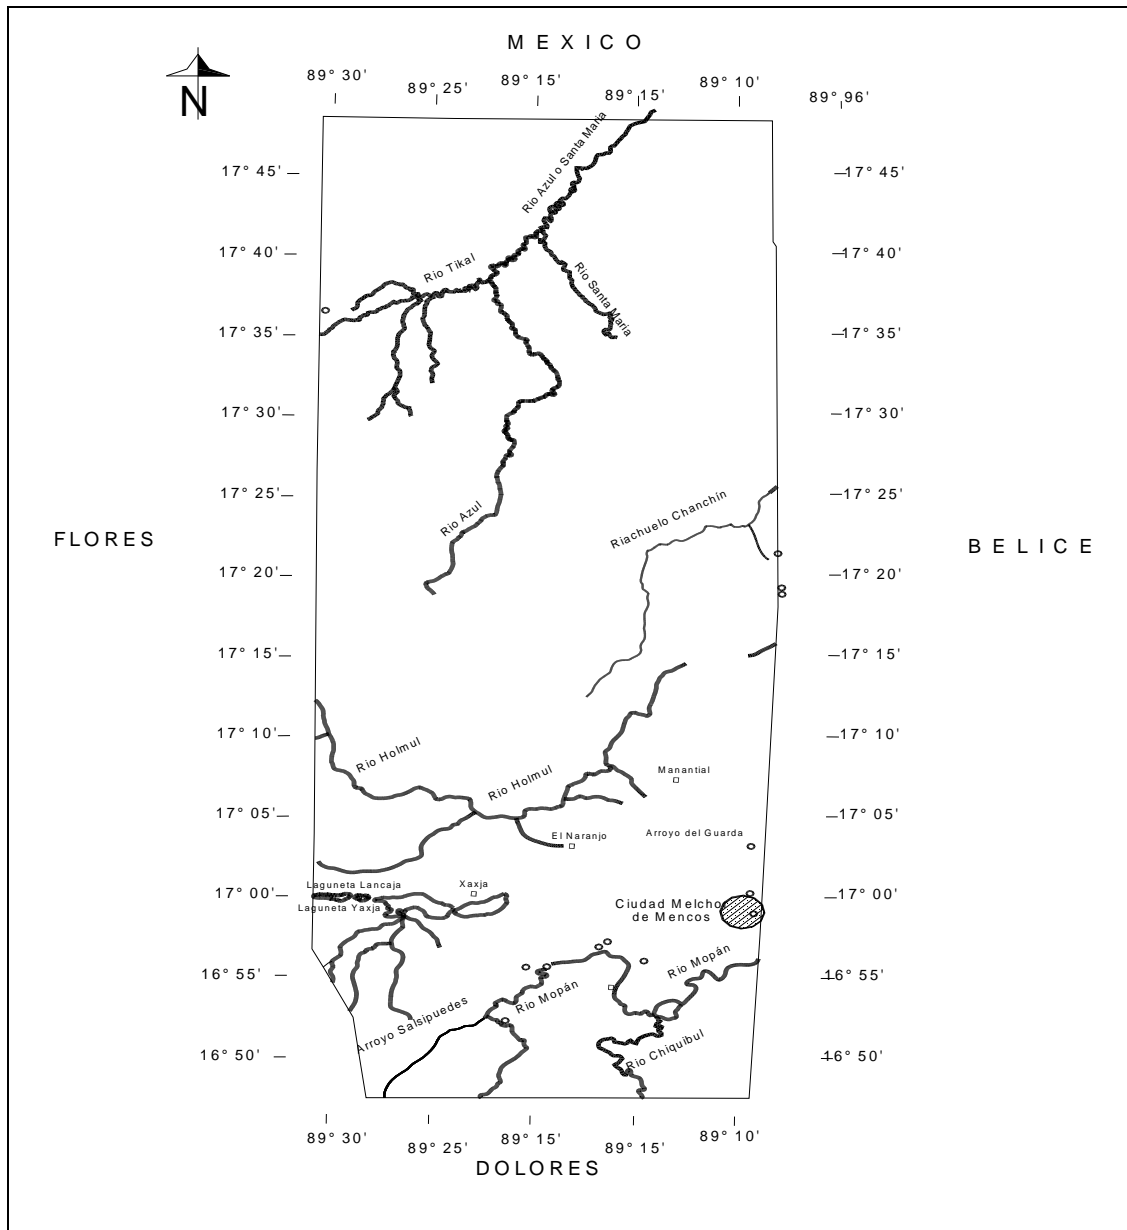 MEXICO
N
89° 30'
89° 25'
89° 15'
89° 15'
89° 10'
89° 96'
17° 45'
17° 45'
Rio Azul o Santa Maria
17° 40'
17° 40'
Rio Tikal
Rio Santa Maria
17° 35'
17° 35'
17° 30'
17° 30'
17° 25'
17° 25'
Rio Azul
Riachuelo Chanchin
FLORES
BELICE
17° 20'
17° 20'
17° 15'
17° 15'
17° 10'
17° 10'
Rio Holmul
Rio Holmul
Manantial
17° 05'
17° 05'
El Naranjo
Arroyo del Guarda
Laguneta Lancaja
Xaxja
17° 00'
17° 00'
Laguneta Yaxja
Ciudad Melchor
de Mencos
Rio Mopán
16° 55'
16° 55'
Rio Mopán
Arroyo Salsipuedes
Rio Chiquibul
16° 50'
16° 50'
89° 30'
89° 25'
89° 15'
89° 15'
89° 10'
DOLORES